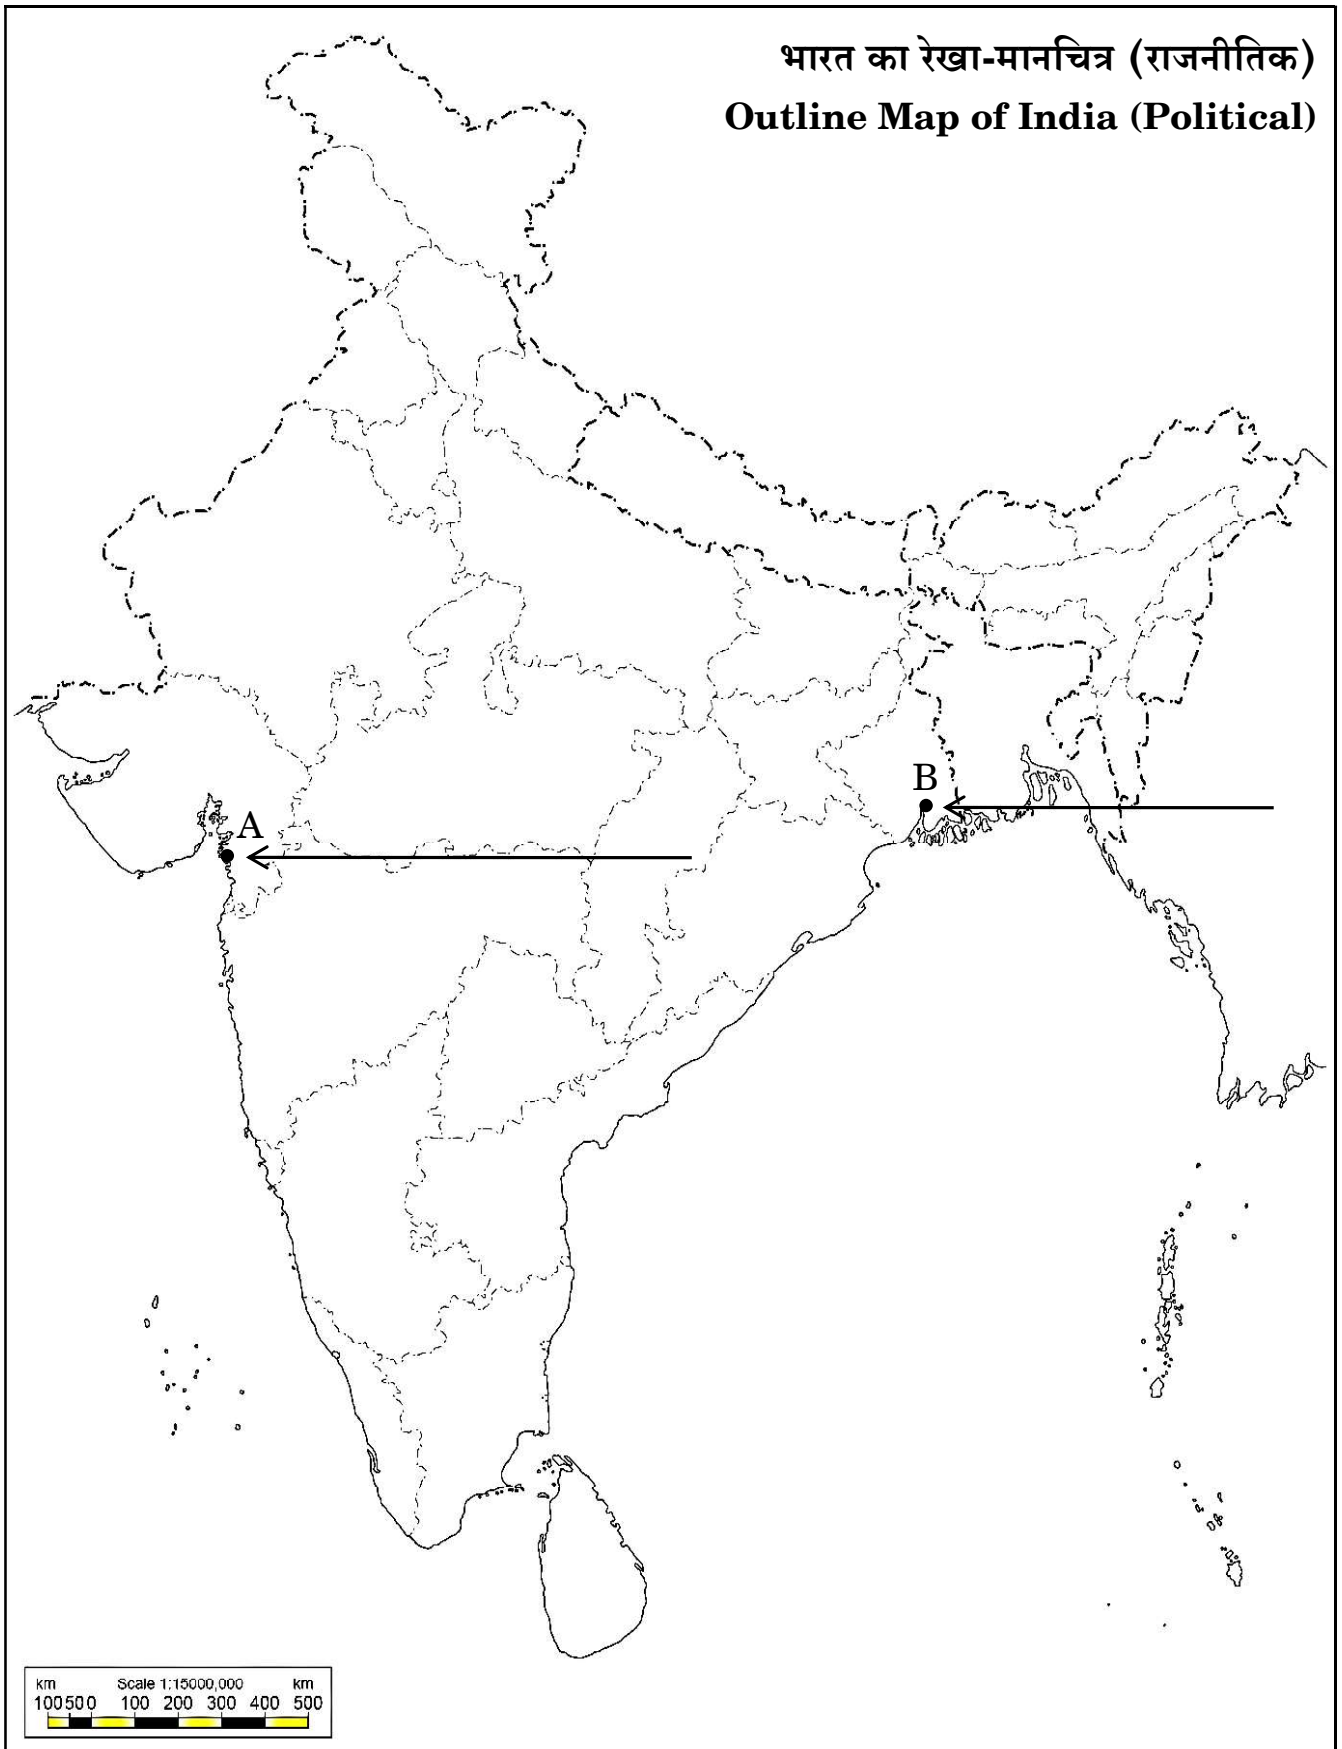 भारत का रेखा-मानचित्र (राजनीतिक)
Outline Map of India (Political)
B
A
km Scale 1:15000,000 km
100 50 0 100 200 300 400 500